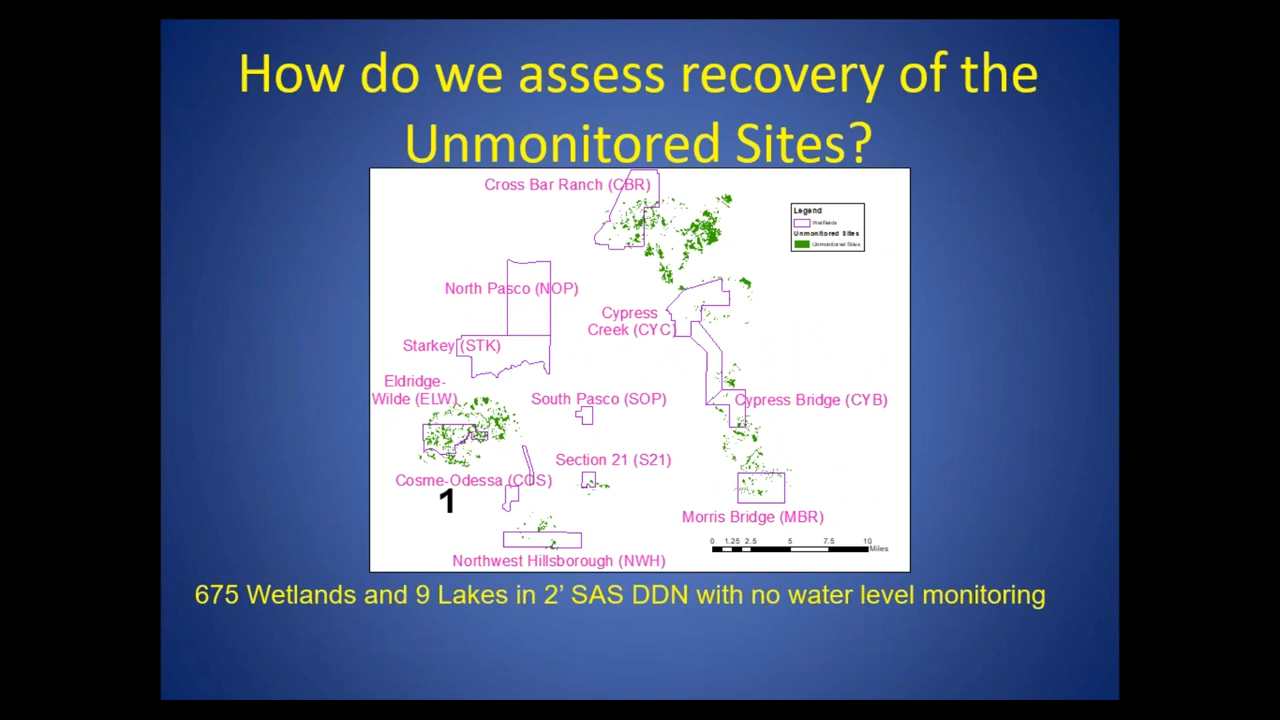 How do we assess recovery of the
Unmonitored Sites?
Cross Bar Ranch (CBR)
Legend
Wellfields
Unmonitored Sites
Unmonitored Sites
North Pasco (NOP)
Cypress
Creek (CYC)
Starkey (STK)
Eldridge-
Wilde (ELW)
South Pasco (SOP)
Cypress Bridge (CYB)
Section 21 (S21)
Cosme-Odessa (COS)
1
Morris Bridge (MBR)
0 1.25 2.5 5 7.5 10
Miles
Northwest Hillsborough (NWH)
675 Wetlands and 9 Lakes in 2’ SAS DDN with no water level monitoring